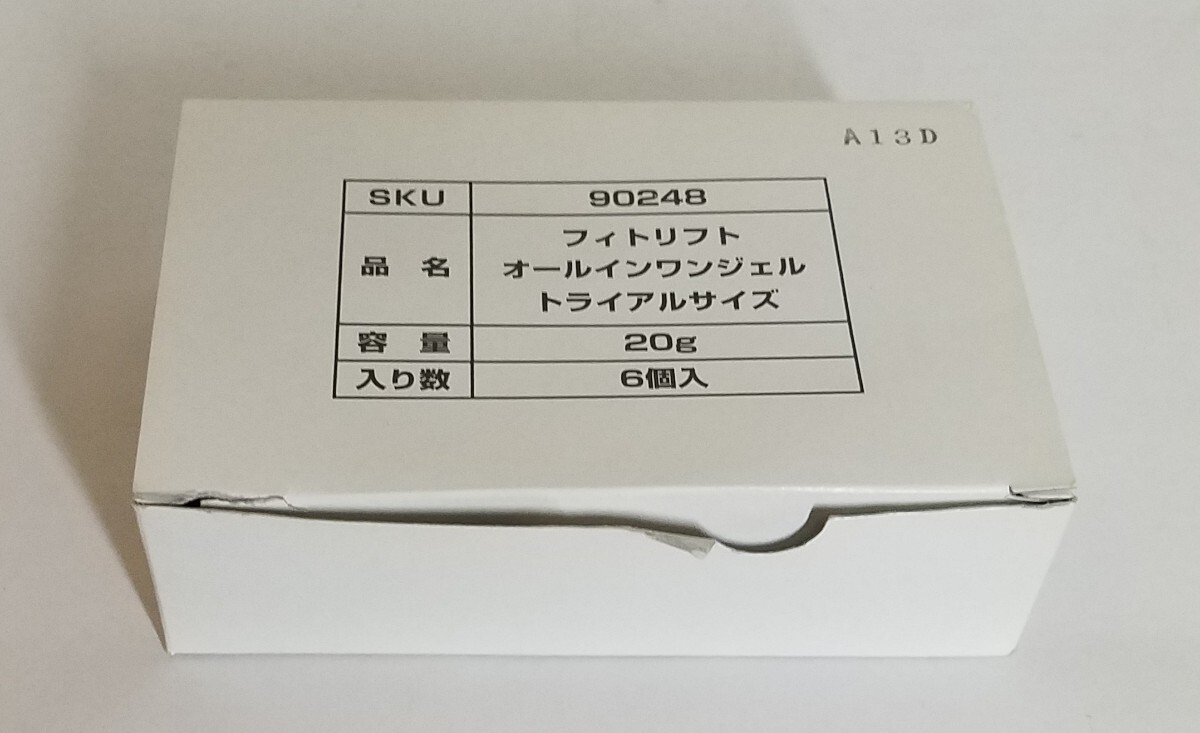 A13D
SKU 90248
品名 フィトリフト
オールインワンジェル
トライアルサイズ
容量 20g
入り数 6個入